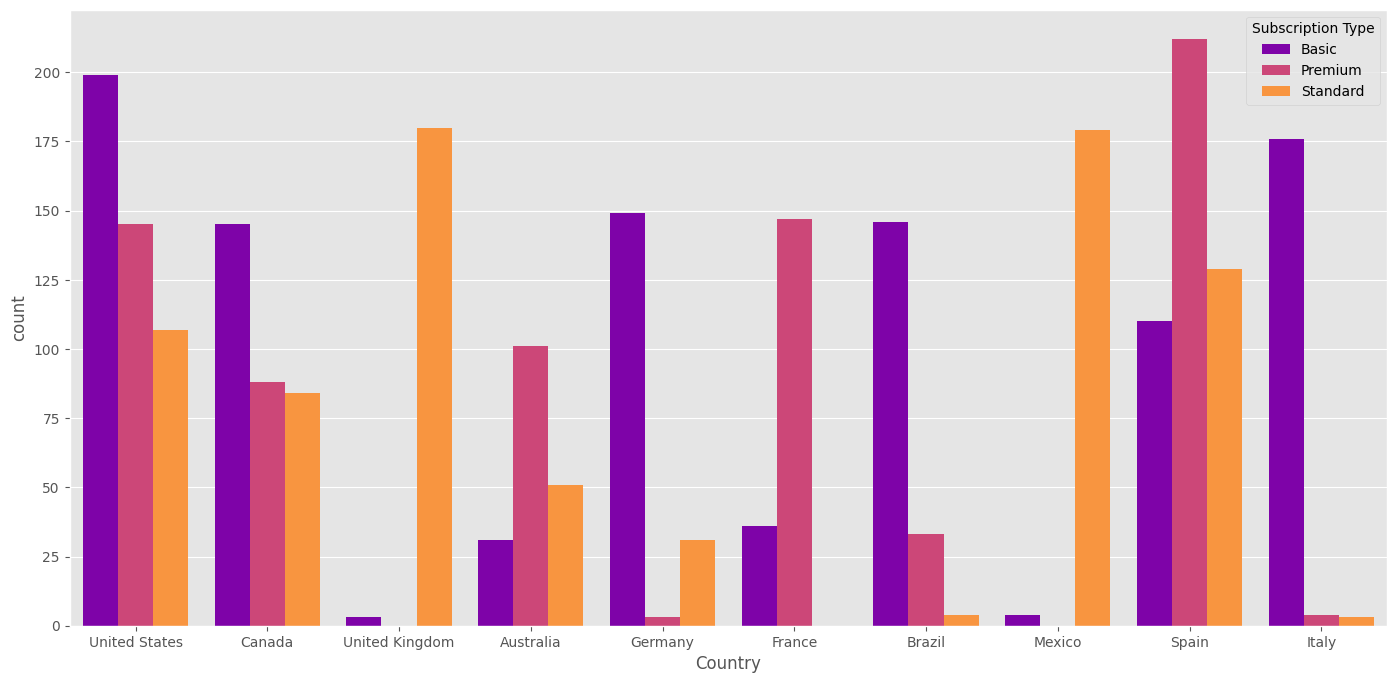 Subscription Type
Basic
Premium
Standard
200
175
150
125
100
75
50
25
0
count
United States Canada United Kingdom Australia Germany France Brazil Mexico Spain Italy
Country